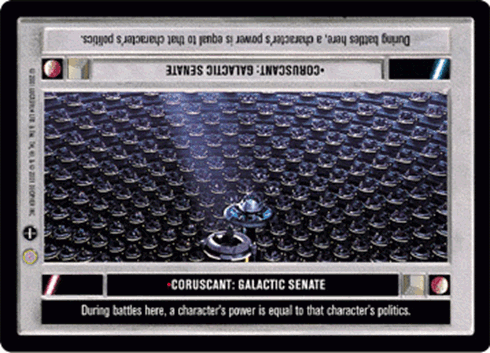 During battles here, a character's power is equal to that character's politics.
•CORUSCANT: GALACTIC SENATE
•CORUSCANT: GALACTIC SENATE
During battles here, a character's power is equal to that character's politics.